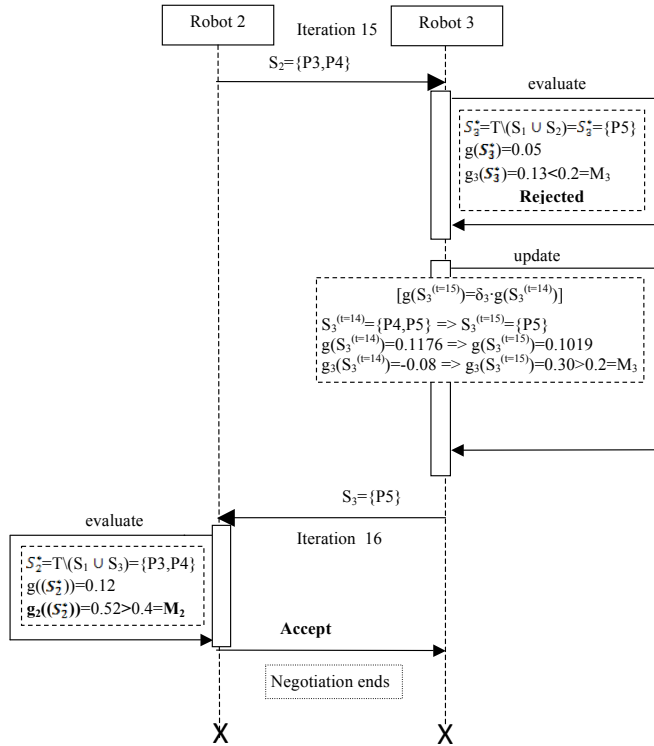 Robot 2
Robot 3
Iteration 15
S₂={P3,P4}
evaluate
S₃*=T\(S₁ ∪ S₂)=S₃*={P5}
g(S₃*)=0.05
g₃(S₃*)=0.13<0.2=M₃
Rejected
update
[g(S₃⁽ᵗ⁼¹⁵⁾)=δ₃·g(S₃⁽ᵗ⁼¹⁴⁾)]
S₃⁽ᵗ⁼¹⁴⁾={P4,P5} => S₃⁽ᵗ⁼¹⁵⁾={P5}
g(S₃⁽ᵗ⁼¹⁴⁾)=0.1176 => g(S₃⁽ᵗ⁼¹⁵⁾)=0.1019
g₃(S₃⁽ᵗ⁼¹⁴⁾)=-0.08 => g₃(S₃⁽ᵗ⁼¹⁵⁾)=0.30>0.2=M₃
S₃={P5}
evaluate
Iteration 16
S₂*=T\(S₁ ∪ S₃)={P3,P4}
g((S₂*))=0.12
g₂((S₂*))=0.52>0.4=M₂
Accept
Negotiation ends
X
X